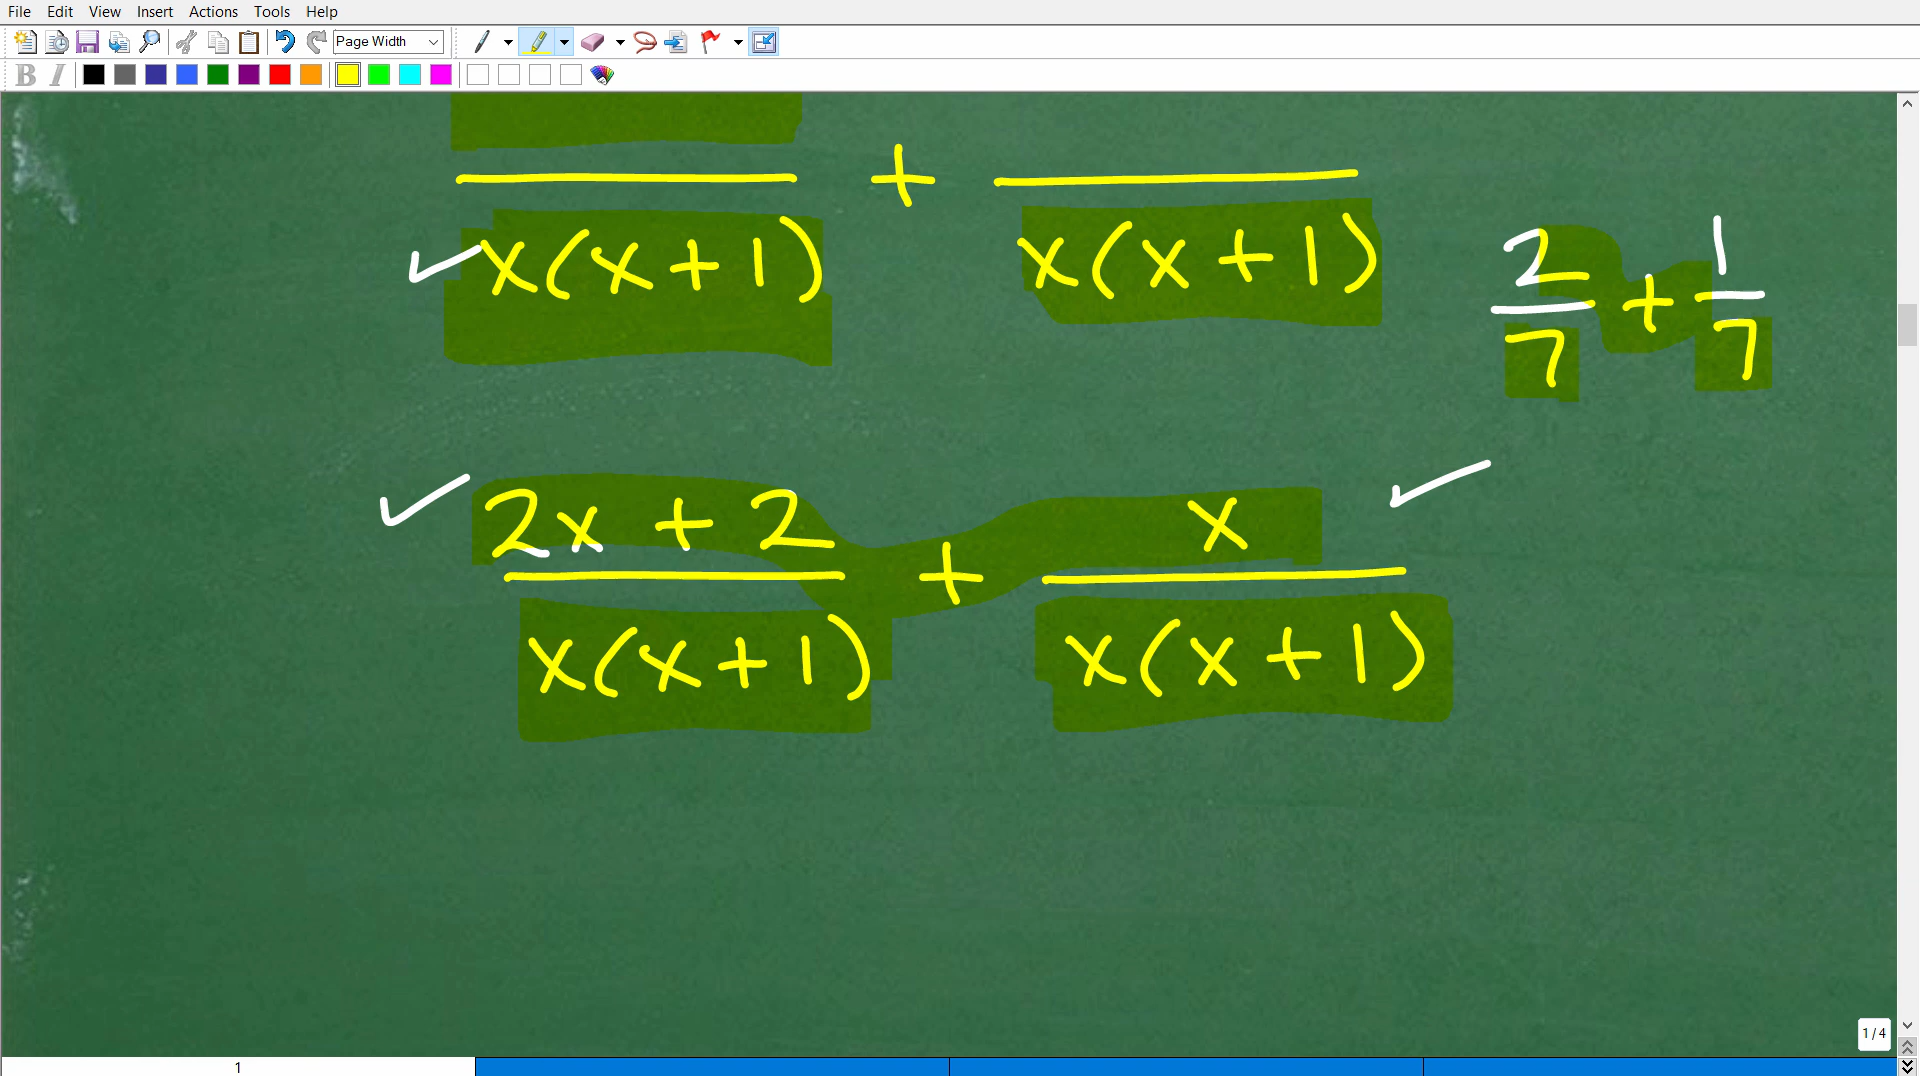 File Edit View Insert Actions Tools Help
Page Width
B I
+
x(x+1) x(x+1)
2/7 + 1/7
2x + 2 + x
x(x+1) x(x+1)
1 / 4
1